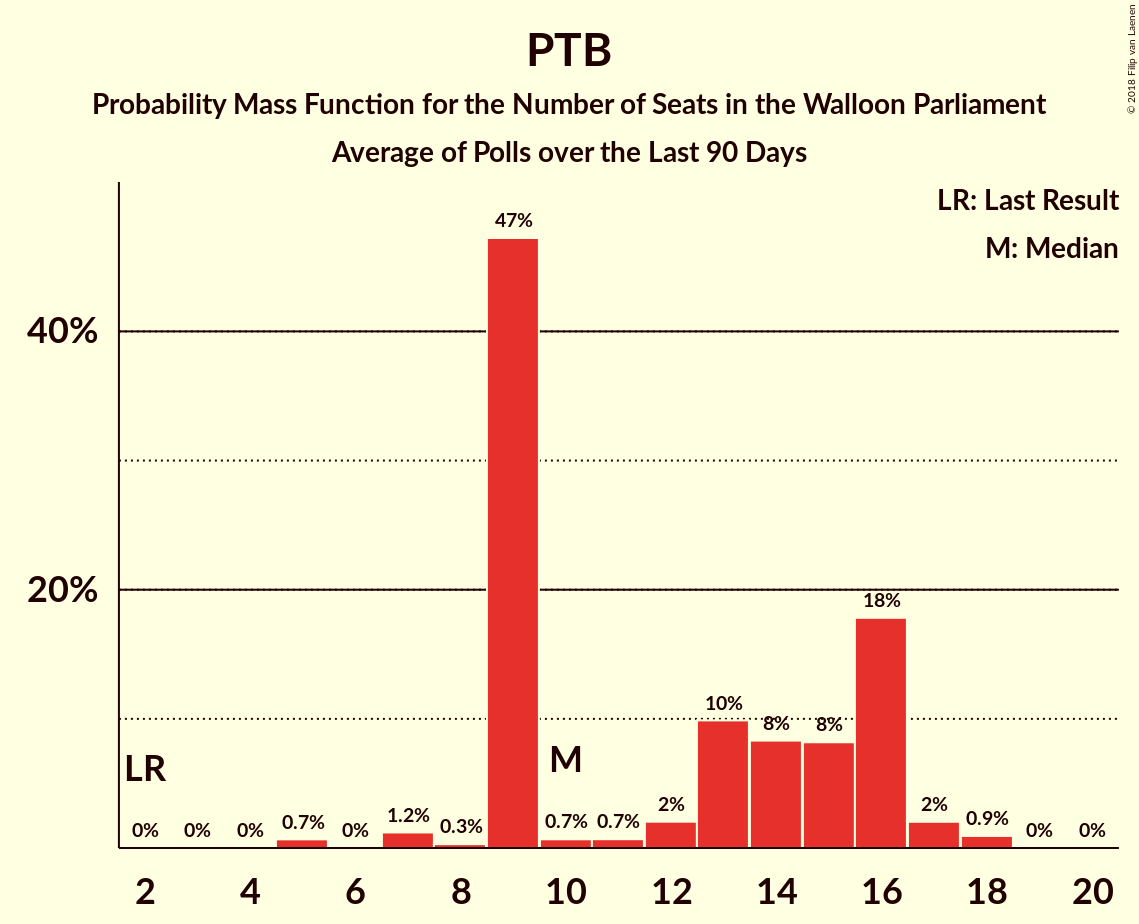 PTB
Probability Mass Function for the Number of Seats in the Walloon Parliament
Average of Polls over the Last 90 Days
© 2018 Filip van Laenen
LR: Last Result
M: Median
47%
40%
20%
18%
10%
8%
8%
LR
M
0%
0%
0%
0.7%
0%
1.2%
0.3%
0.7%
0.7%
2%
2%
0.9%
0%
0%
2 4 6 8 10 12 14 16 18 20